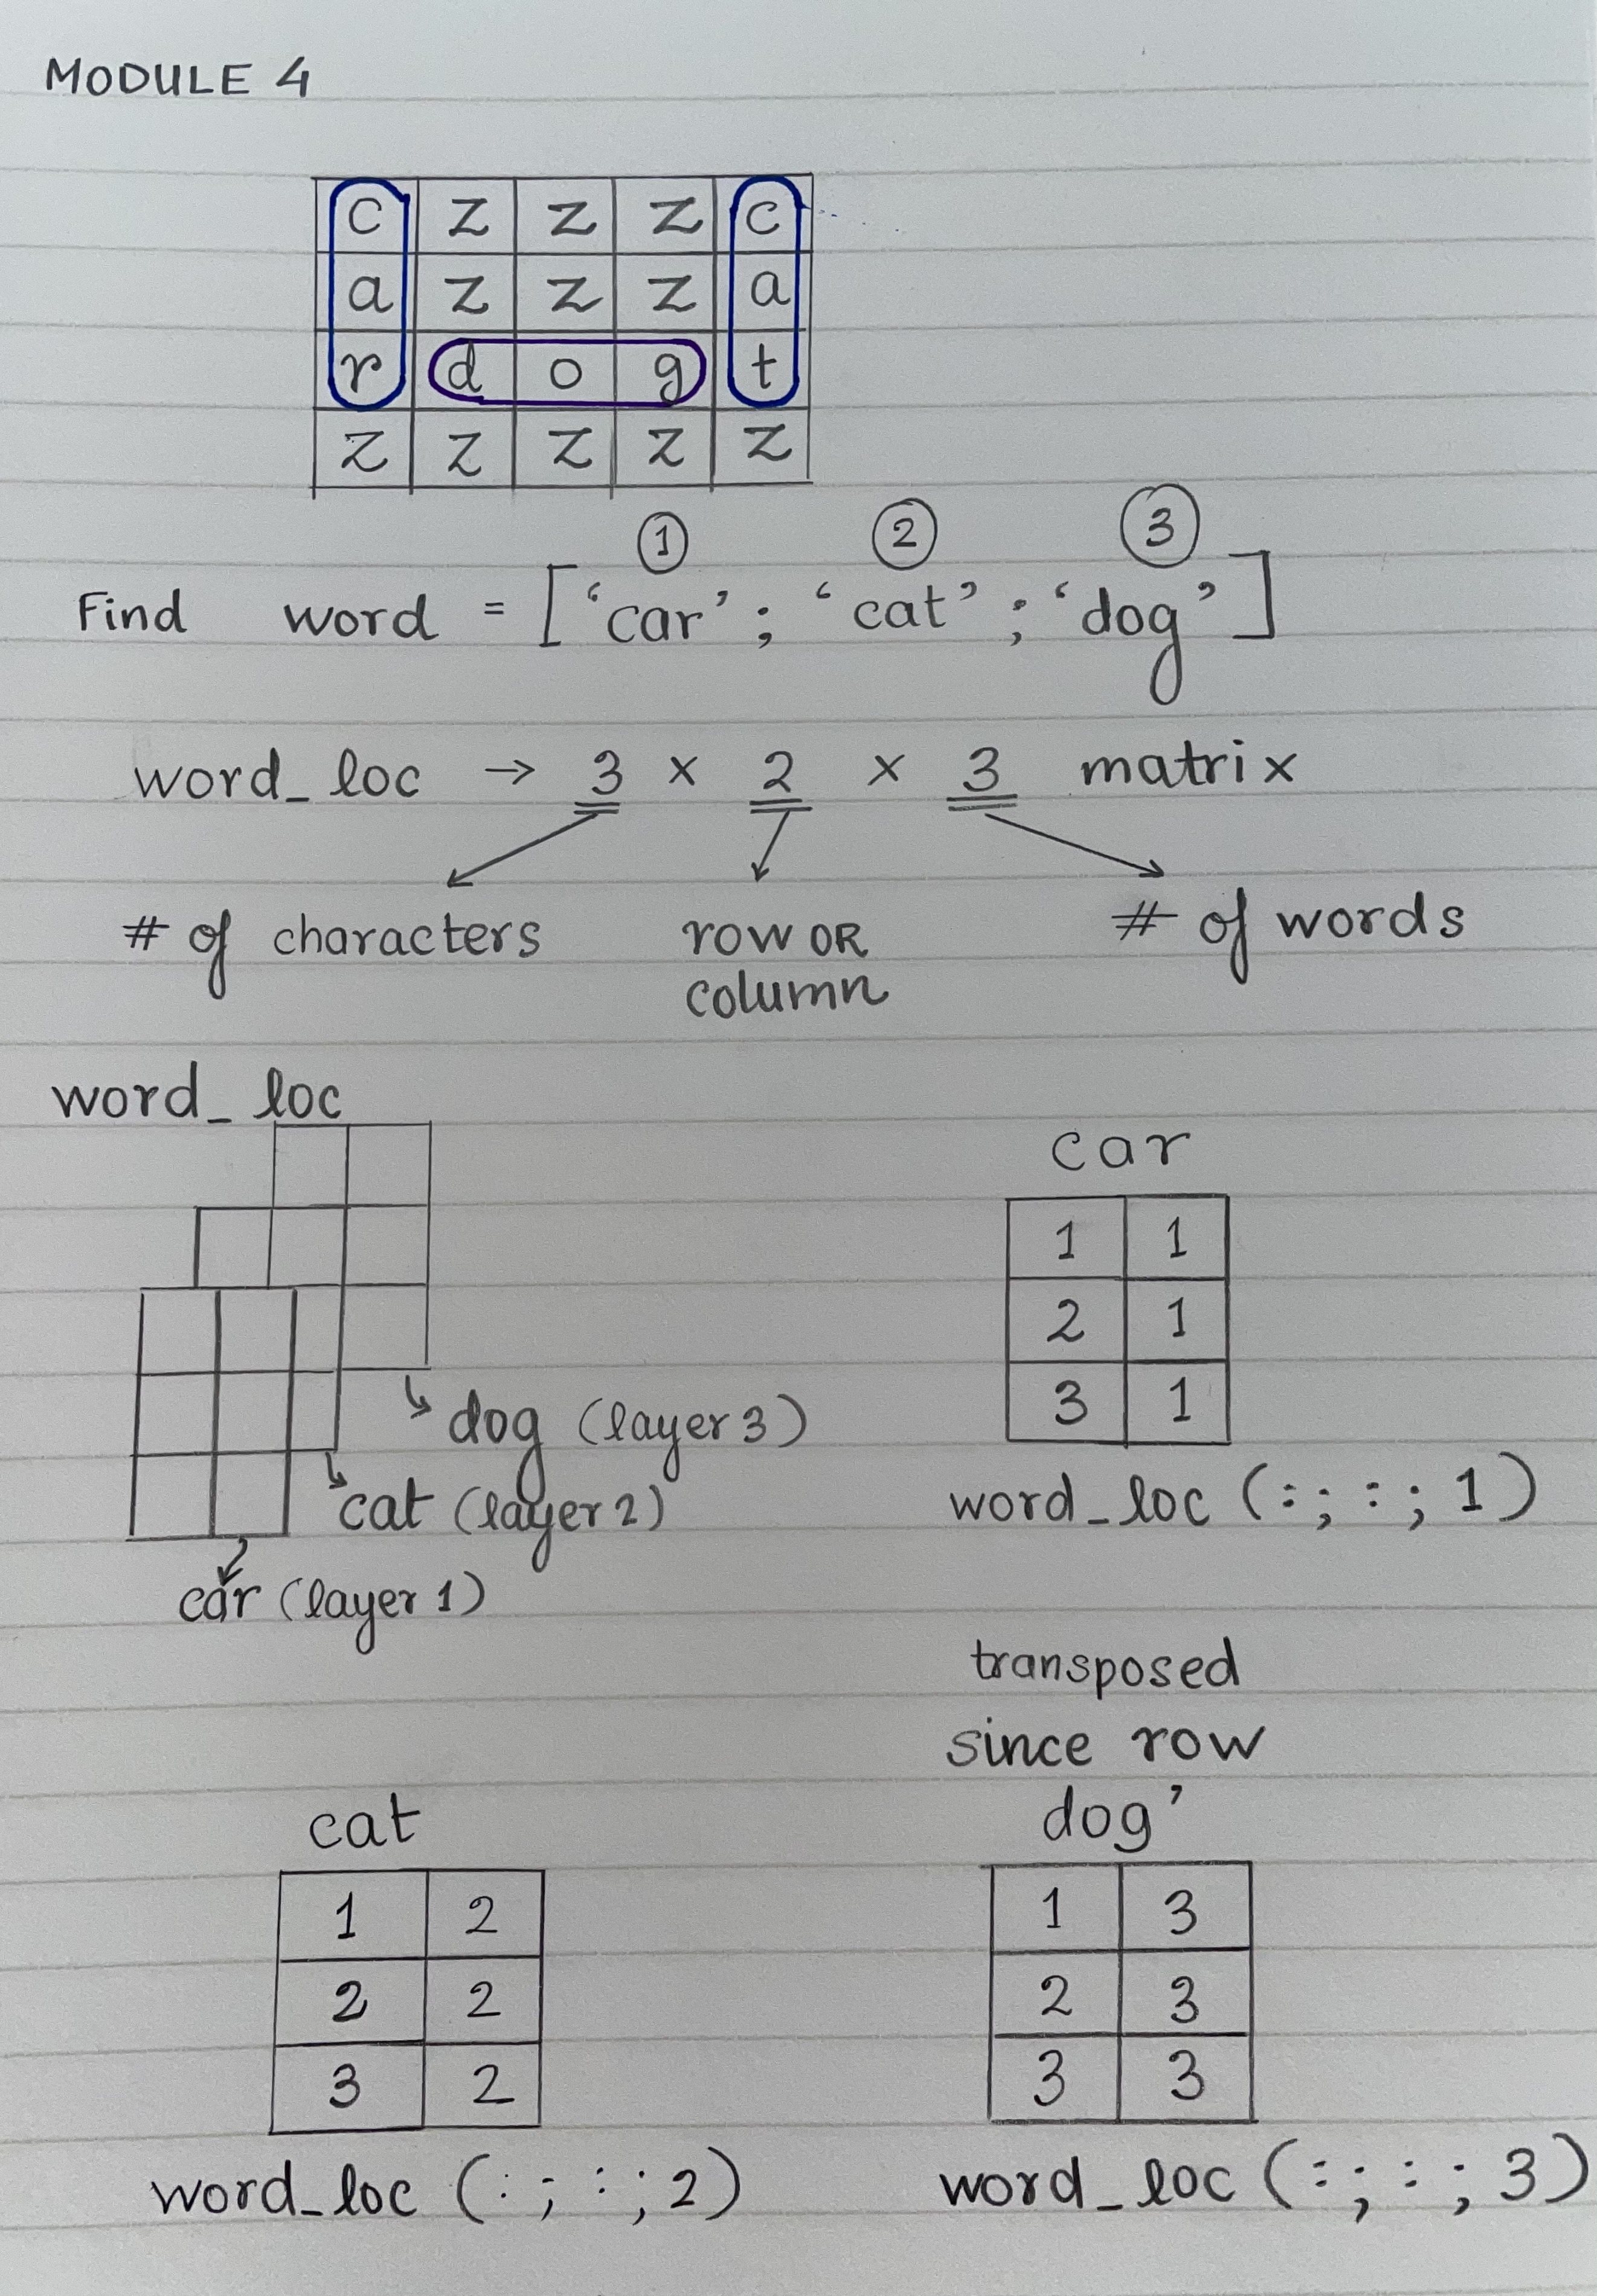 MODULE 4
c z z z c
a z z z a
r d o g t
z z z z z
1 2 3
Find word = ['car'; 'cat'; 'dog']
word_loc → 3 × 2 × 3 matrix
# of characters row OR column # of words
word_loc
dog (layer 3)
cat (layer 2)
car (layer 1)
car
1 1
2 1
3 1
word_loc (:; :; 1)
cat
1 2
2 2
3 2
word_loc (:; :; 2)
transposed
since row
dog'
1 3
2 3
3 3
word_loc (:; :; 3)